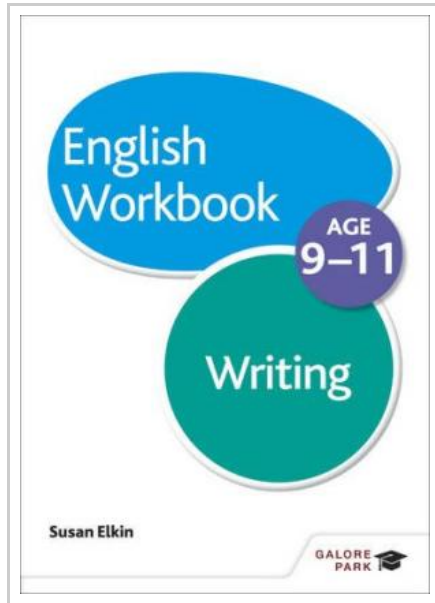 English
Workbook
AGE
9–11
Writing
Susan Elkin
GALORE
PARK